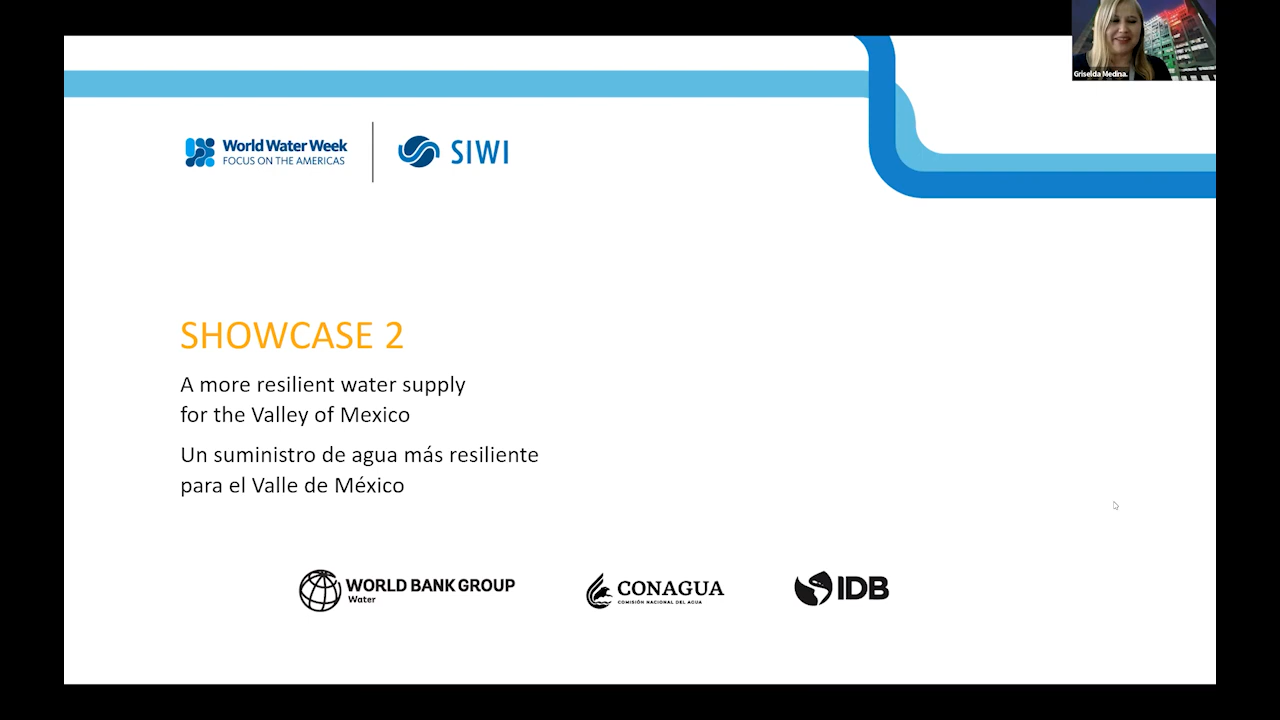 Griselda Medina.
World Water Week
FOCUS ON THE AMERICAS
SIWI
SHOWCASE 2
A more resilient water supply
for the Valley of Mexico
Un suministro de agua más resiliente
para el Valle de México
WORLD BANK GROUP
Water
CONAGUA
COMISIÓN NACIONAL DEL AGUA
IDB